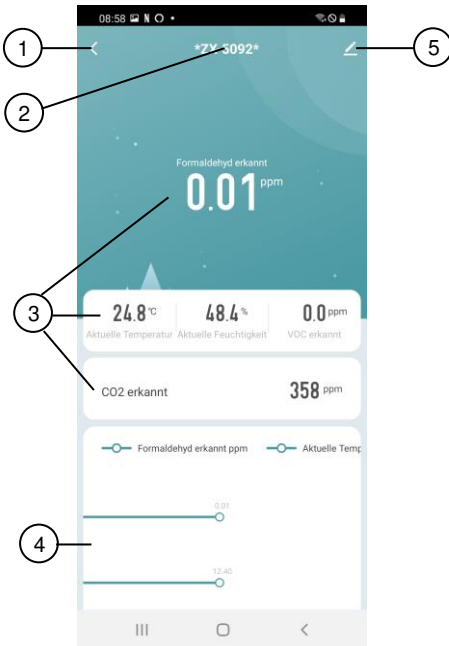 08:58 N
1
*ZX-5092*
5
2
Formaldehyd erkannt
0.01 ppm
3
24.8 °C 48.4 % 0.0 ppm
Aktuelle Temperatur Aktuelle Feuchtigkeit VOC erkannt
CO2 erkannt 358 ppm
Formaldehyd erkannt ppm Aktuelle Temp
0.01
4
12.40